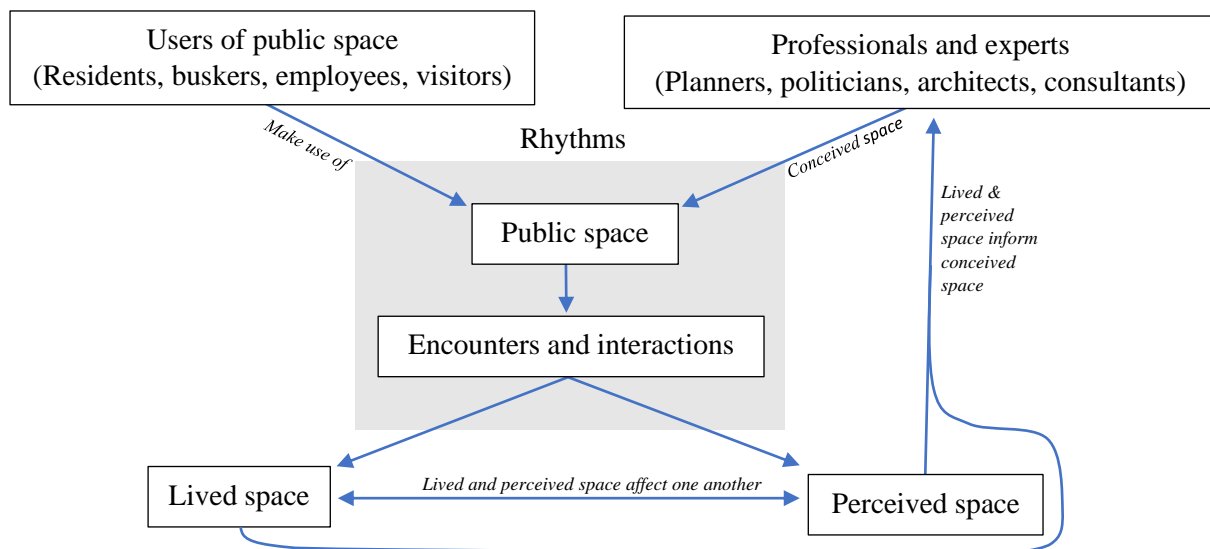 Users of public space
(Residents, buskers, employees, visitors)
Professionals and experts
(Planners, politicians, architects, consultants)
Make use of
Rhythms
Conceived space
Public space
Lived &
perceived
space inform
conceived
space
Encounters and interactions
Lived space
Lived and perceived space affect one another
Perceived space